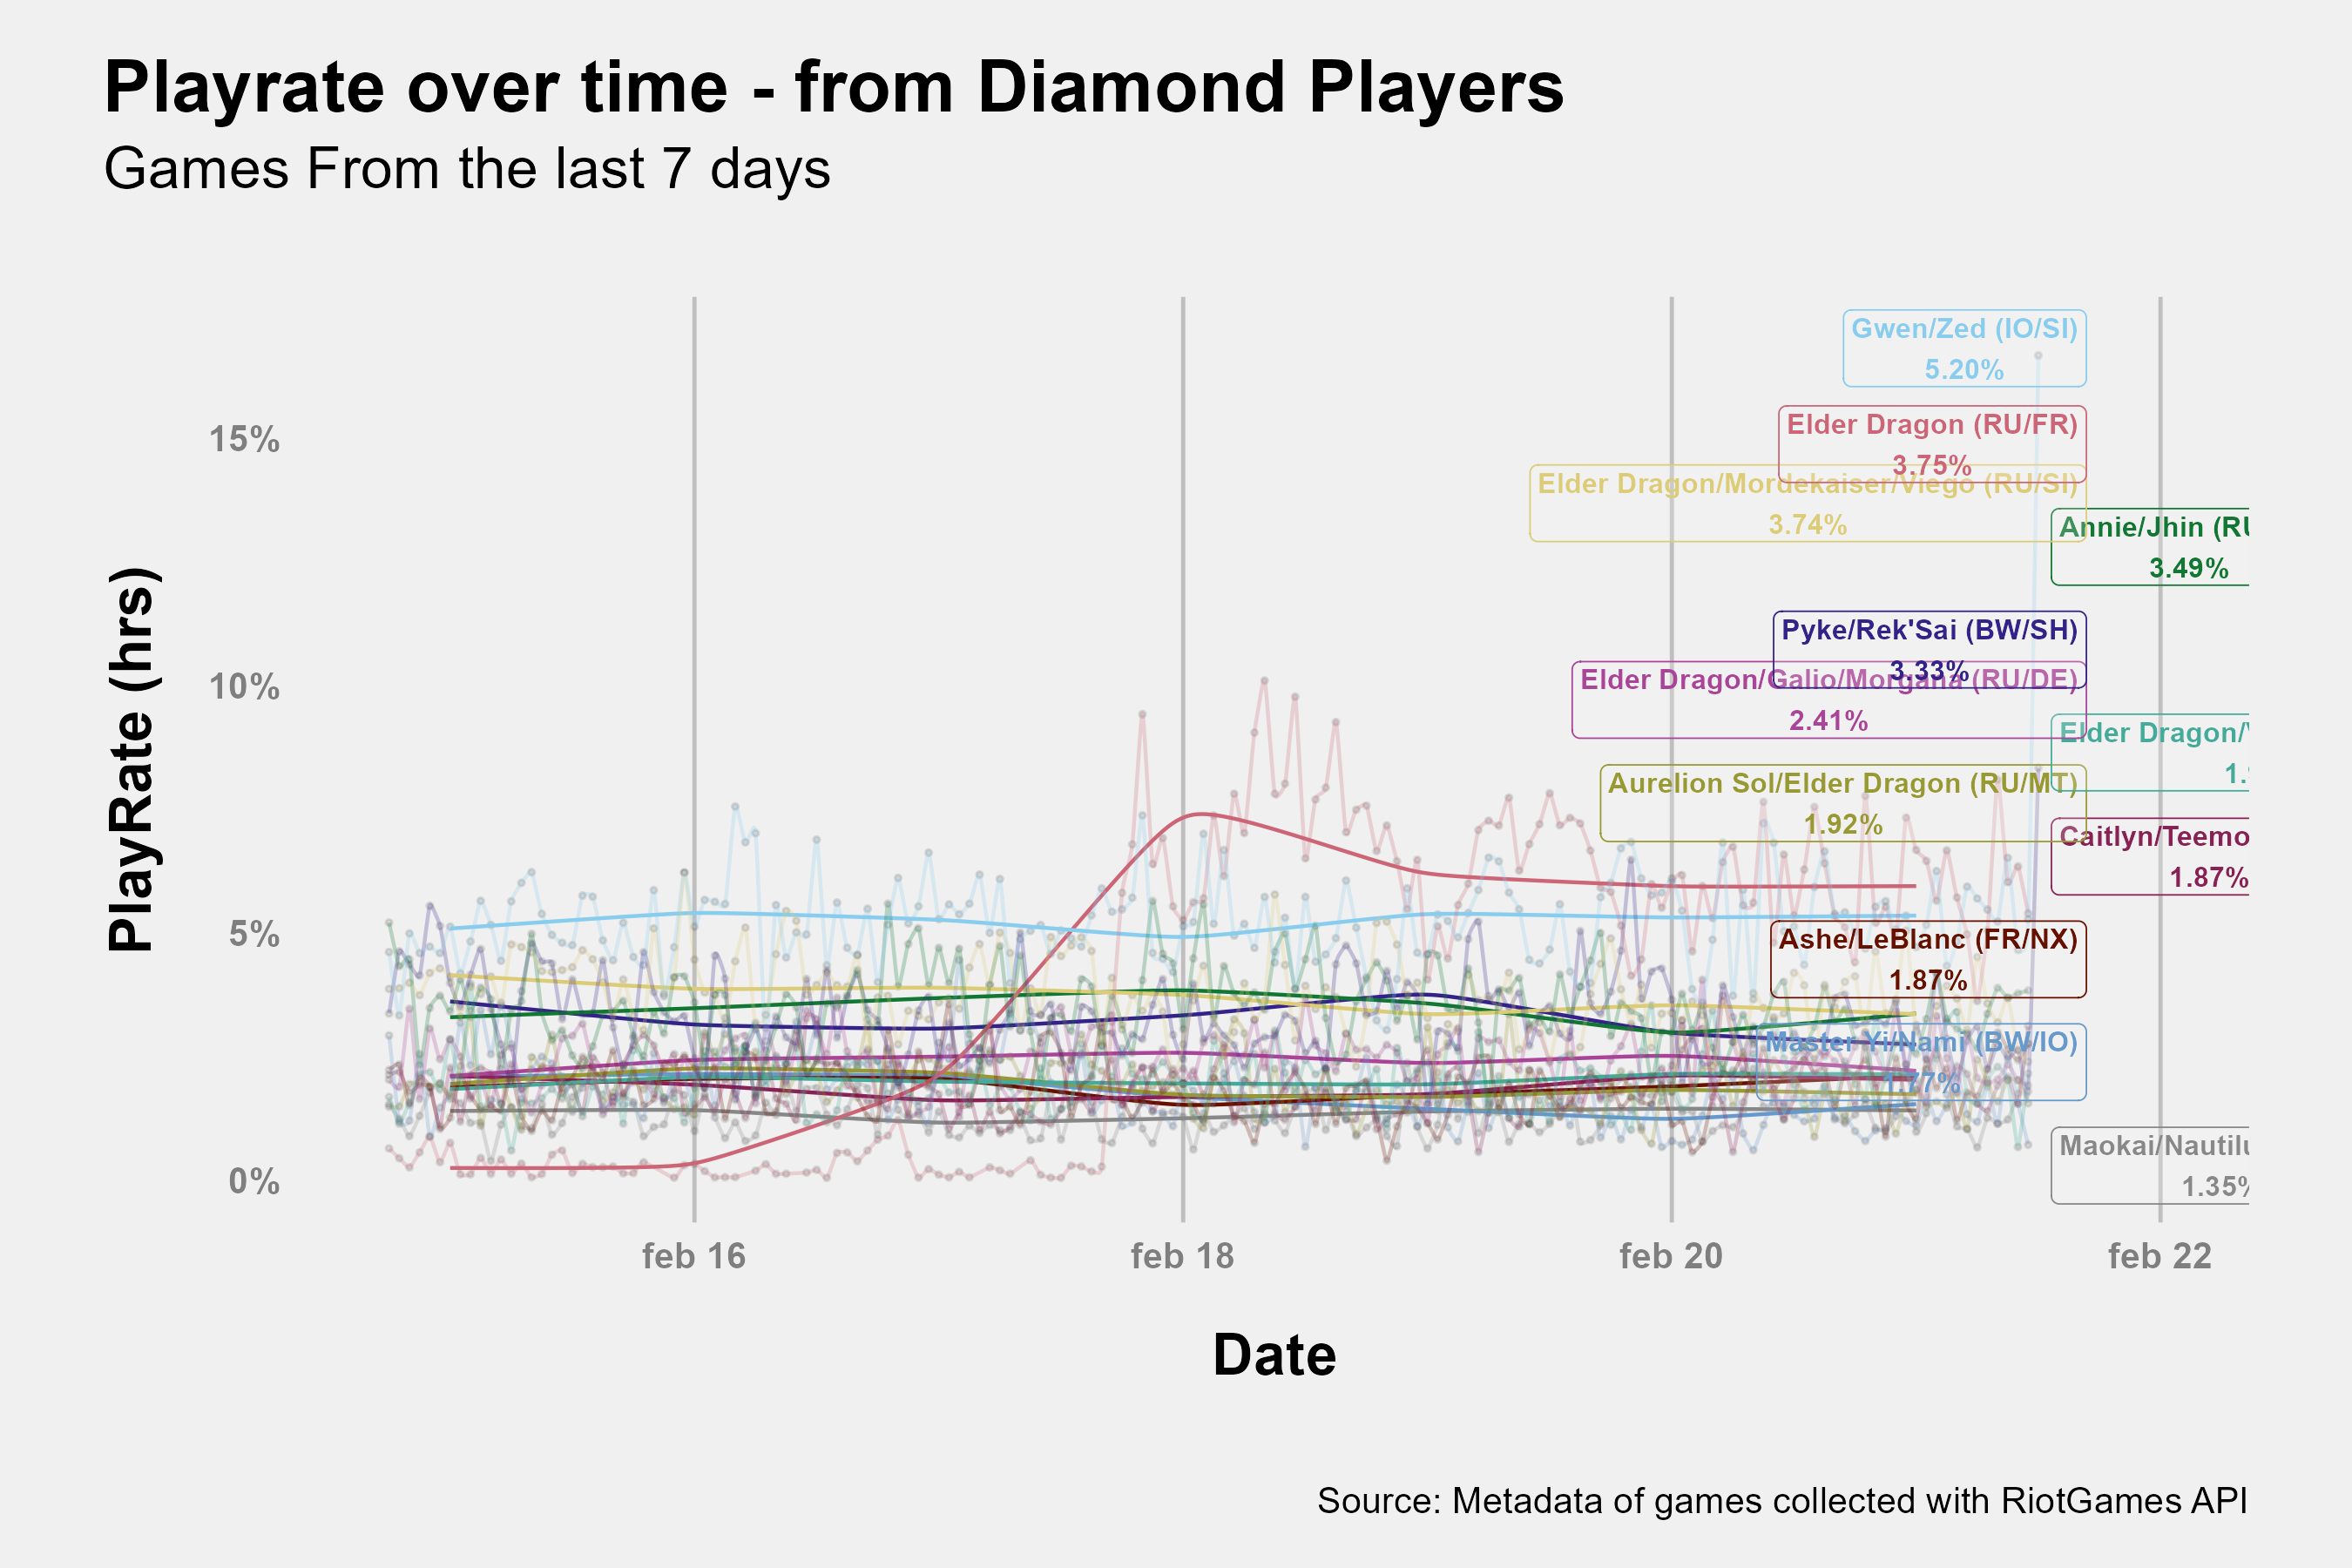 Playrate over time - from Diamond Players
Games From the last 7 days
PlayRate (hrs)
15%
10%
5%
0%
Gwen/Zed (IO/SI)
5.20%
Elder Dragon (RU/FR)
3.75%
Elder Dragon/Mordekaiser/Viego (RU/SI)
3.74%
Annie/Jhin (RU
3.49%
Pyke/Rek'Sai (BW/SH)
3.33%
Elder Dragon/Galio/Morgana (RU/DE)
2.41%
Elder Dragon/
1.
Aurelion Sol/Elder Dragon (RU/MT)
1.92%
Caitlyn/Teemo
1.87%
Ashe/LeBlanc (FR/NX)
1.87%
Master Yi/Nami (BW/IO)
1.77%
Maokai/Nautilu
1.35%
feb 16
feb 18
feb 20
feb 22
Date
Source: Metadata of games collected with RiotGames API